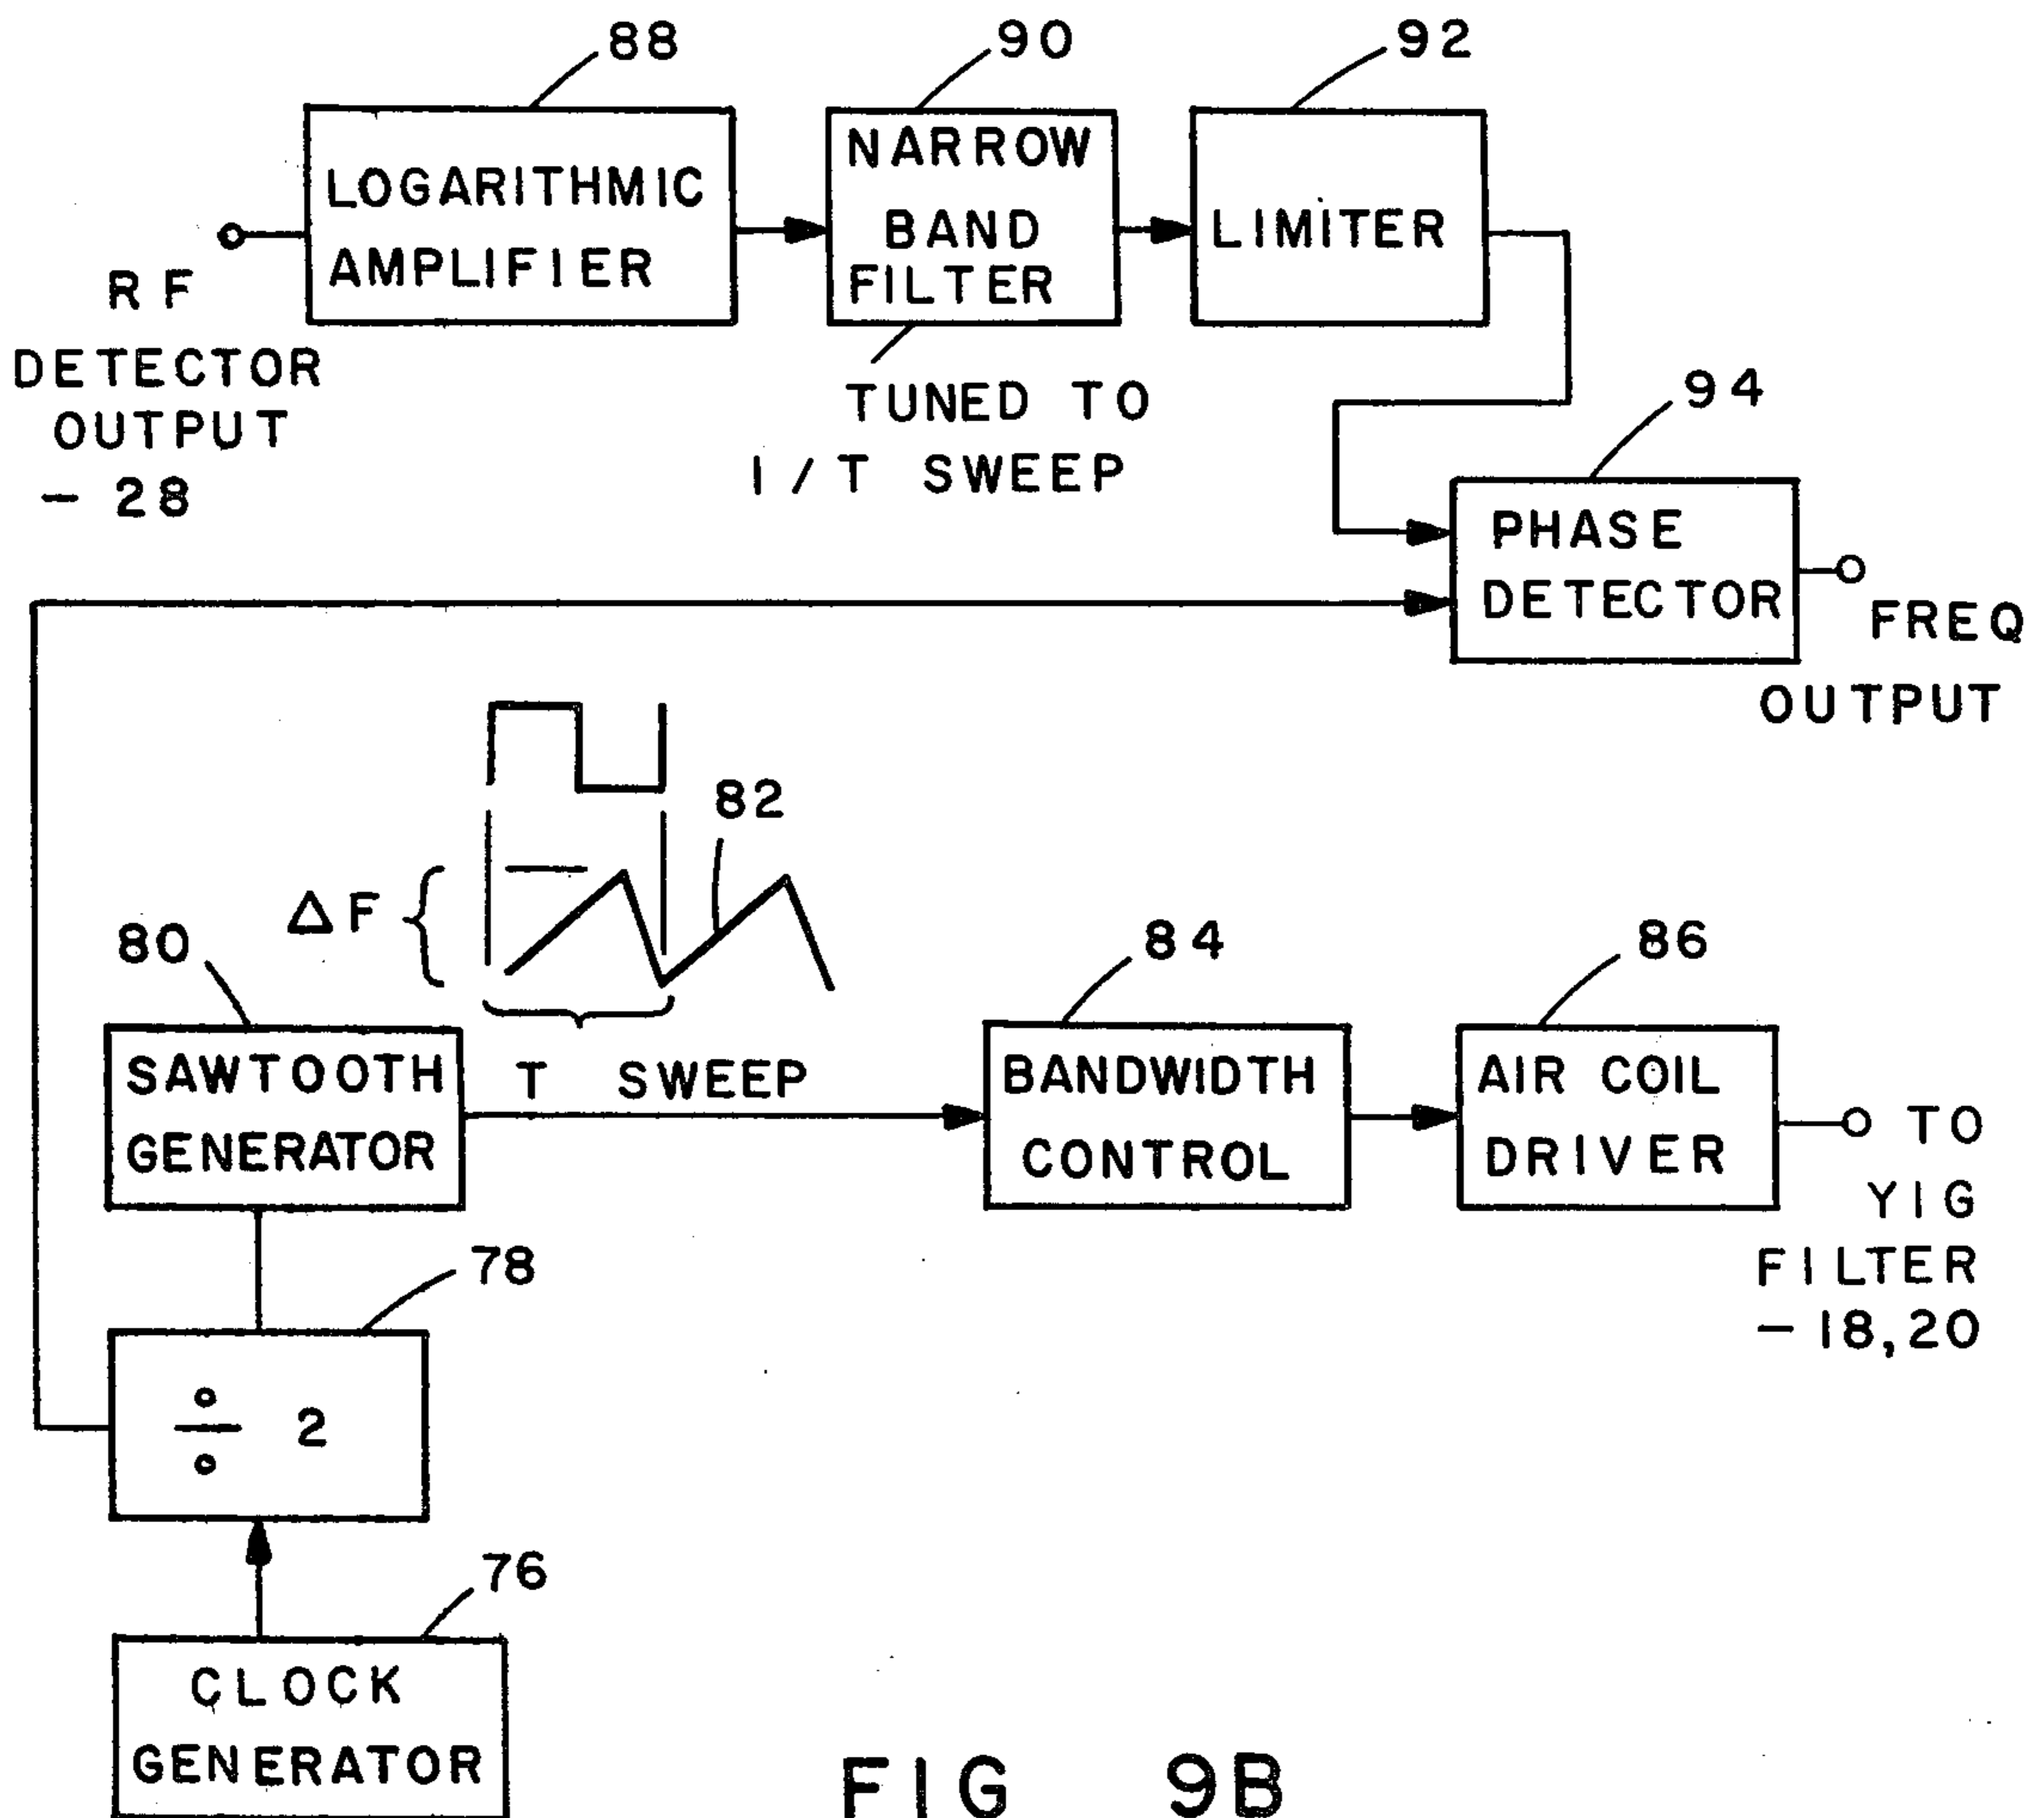 88
90
92
LOGARITHMIC
AMPLIFIER
NARROW
BAND
FILTER
LIMITER
RF
DETECTOR
OUTPUT
- 28
TUNED TO
1/T SWEEP
94
PHASE
DETECTOR
FREQ
OUTPUT
82
ΔF
80
84
86
SAWTOOTH
GENERATOR
T SWEEP
BANDWIDTH
CONTROL
AIR COIL
DRIVER
TO
YIG
FILTER
- 18,20
78
÷ 2
76
CLOCK
GENERATOR
FIG 9B